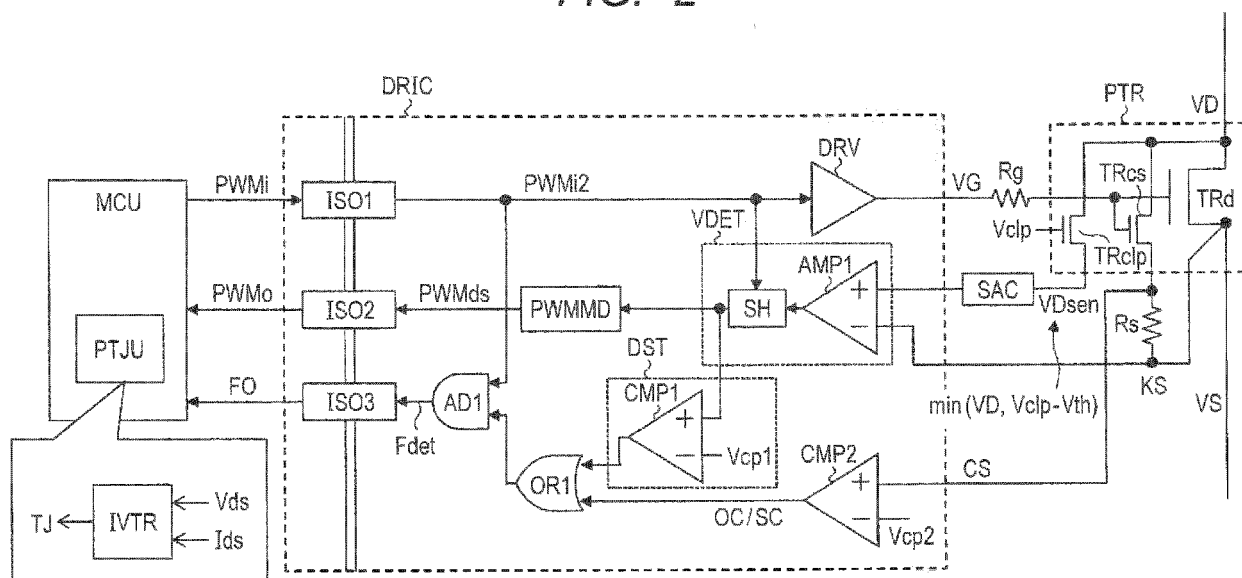 FIG. 2
DRIC
PTR
VD
DRV
MCU
PWMi
ISO1
PWMi2
VG
Rg
TRcs
TRd
VDET
Vclp
TRclp
AMP1
PWMo
ISO2
PWMds
PWMMD
SH
+
−
SAC
VDsen
Rs
PTJU
DST
FO
ISO3
AD1
CMP1
KS
VS
Fdet
+
−
Vcp1
min(VD, Vclp-Vth)
CMP2
CS
OR1
+
−
Vcp2
OC/SC
TJ
IVTR
Vds
Ids